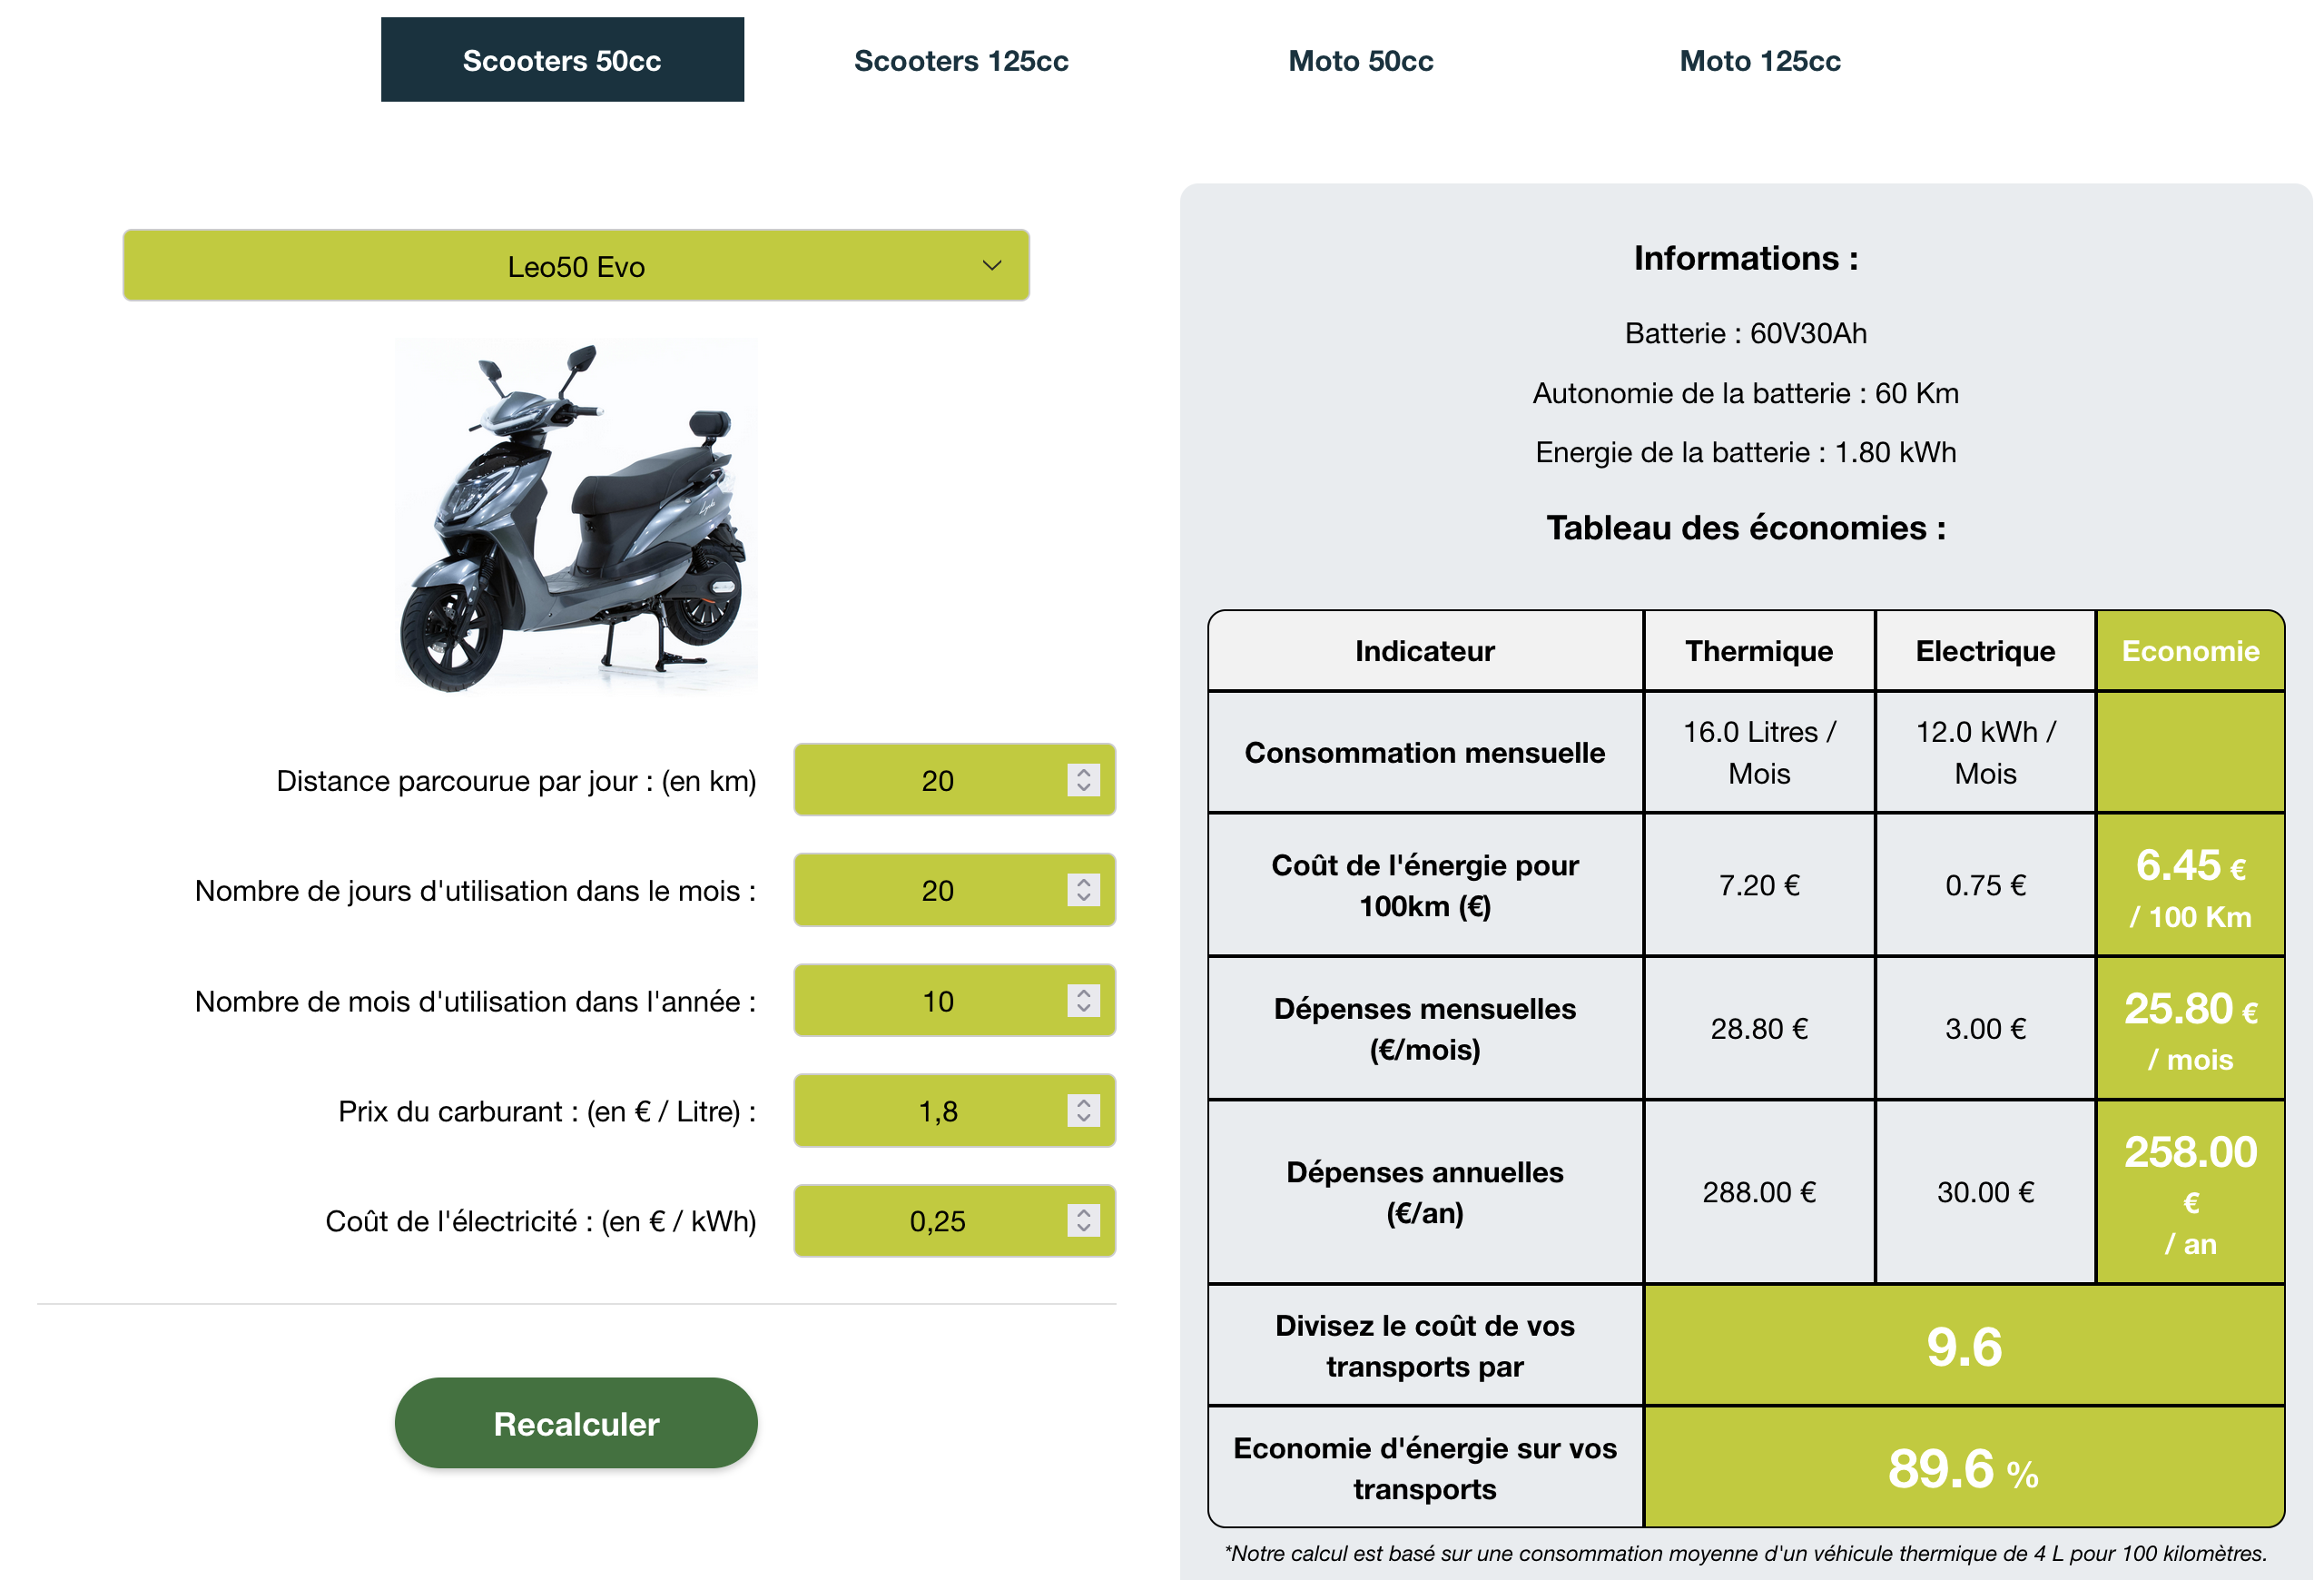 Scooters 50cc
Scooters 125cc
Moto 50cc
Moto 125cc
Leo50 Evo
Distance parcourue par jour : (en km)
20
Nombre de jours d'utilisation dans le mois :
20
Nombre de mois d'utilisation dans l'année :
10
Prix du carburant : (en € / Litre) :
1,8
Coût de l'électricité : (en € / kWh)
0,25
Recalculer
Informations :
Batterie : 60V30Ah
Autonomie de la batterie : 60 Km
Energie de la batterie : 1.80 kWh
Tableau des économies :
Indicateur
Thermique
Electrique
Economie
Consommation mensuelle
16.0 Litres /
Mois
12.0 kWh /
Mois
Coût de l'énergie pour
100km (€)
7.20 €
0.75 €
6.45 €
/ 100 Km
Dépenses mensuelles
(€/mois)
28.80 €
3.00 €
25.80 €
/ mois
Dépenses annuelles
(€/an)
288.00 €
30.00 €
258.00
€
/ an
Divisez le coût de vos
transports par
9.6
Economie d'énergie sur vos
transports
89.6 %
*Notre calcul est basé sur une consommation moyenne d'un véhicule thermique de 4 L pour 100 kilomètres.